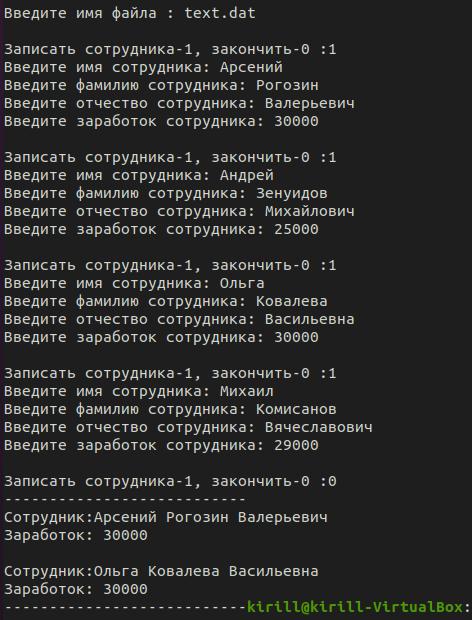 Введите имя файла : text.dat
Записать сотрудника-1, закончить-0 :1
Введите имя сотрудника: Арсений
Введите фамилию сотрудника: Рогозин
Введите отчество сотрудника: Валерьевич
Введите заработок сотрудника: 30000
Записать сотрудника-1, закончить-0 :1
Введите имя сотрудника: Андрей
Введите фамилию сотрудника: Зенуидов
Введите отчество сотрудника: Михайлович
Введите заработок сотрудника: 25000
Записать сотрудника-1, закончить-0 :1
Введите имя сотрудника: Ольга
Введите фамилию сотрудника: Ковалева
Введите отчество сотрудника: Васильевна
Введите заработок сотрудника: 30000
Записать сотрудника-1, закончить-0 :1
Введите имя сотрудника: Михаил
Введите фамилию сотрудника: Комисанов
Введите отчество сотрудника: Вячеславович
Введите заработок сотрудника: 29000
Записать сотрудника-1, закончить-0 :0
---------------------------
Сотрудник:Арсений Рогозин Валерьевич
Заработок: 30000
Сотрудник:Ольга Ковалева Васильевна
Заработок: 30000
---------------------------kirill@kirill-VirtualBox: